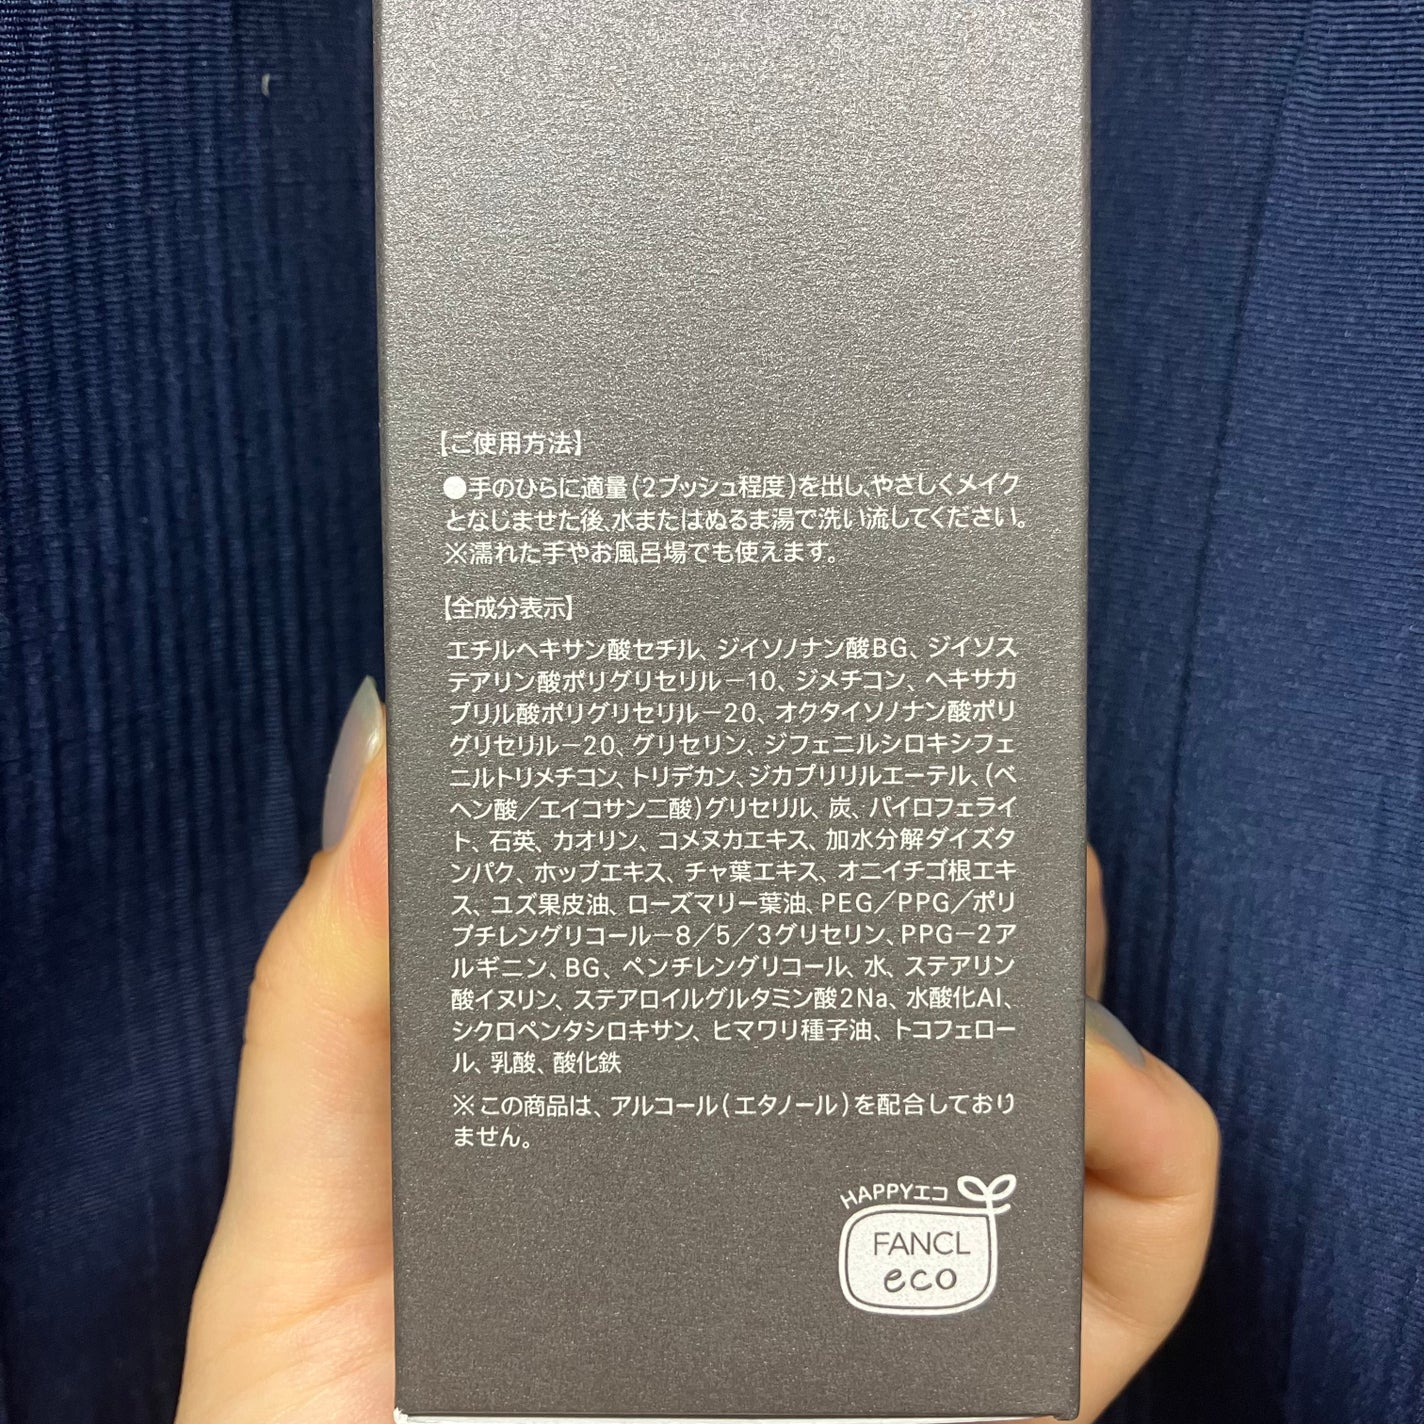 【ご使用方法】
●手のひらに適量(2プッシュ程度)を出し、やさしくメイク
となじませた後、水またはぬるま湯で洗い流してください。
※濡れた手やお風呂場でも使えます。
【全成分表示】
エチルヘキサン酸セチル、ジイソノナン酸BG、ジイソス
テアリン酸ポリグリセリル－10、ジメチコン、ヘキサカ
プリル酸ポリグリセリル－20、オクタイソノナン酸ポリ
グリセリル－20、グリセリン、ジフェニルシロキシフェ
ニルトリメチコン、トリデカン、ジカプリリルエーテル、(ベ
ヘン酸／エイコサン二酸)グリセリル、炭、パイロフェライ
ト、石英、カオリン、コメヌカエキス、加水分解ダイズタ
ンパク、ホップエキス、チャ葉エキス、オニイチゴ根エキ
ス、ユズ果皮油、ローズマリー葉油、PEG／PPG／ポリ
ブチレングリコール－8／5／3グリセリン、PPG－2ア
ルギニン、BG、ペンチレングリコール、水、ステアリン
酸イヌリン、ステアロイルグルタミン酸2Na、水酸化Al、
シクロペンタシロキサン、ヒマワリ種子油、トコフェロー
ル、乳酸、酸化鉄
※この商品は、アルコール(エタノール)を配合しており
ません。
HAPPYエコ
FANCL
eco